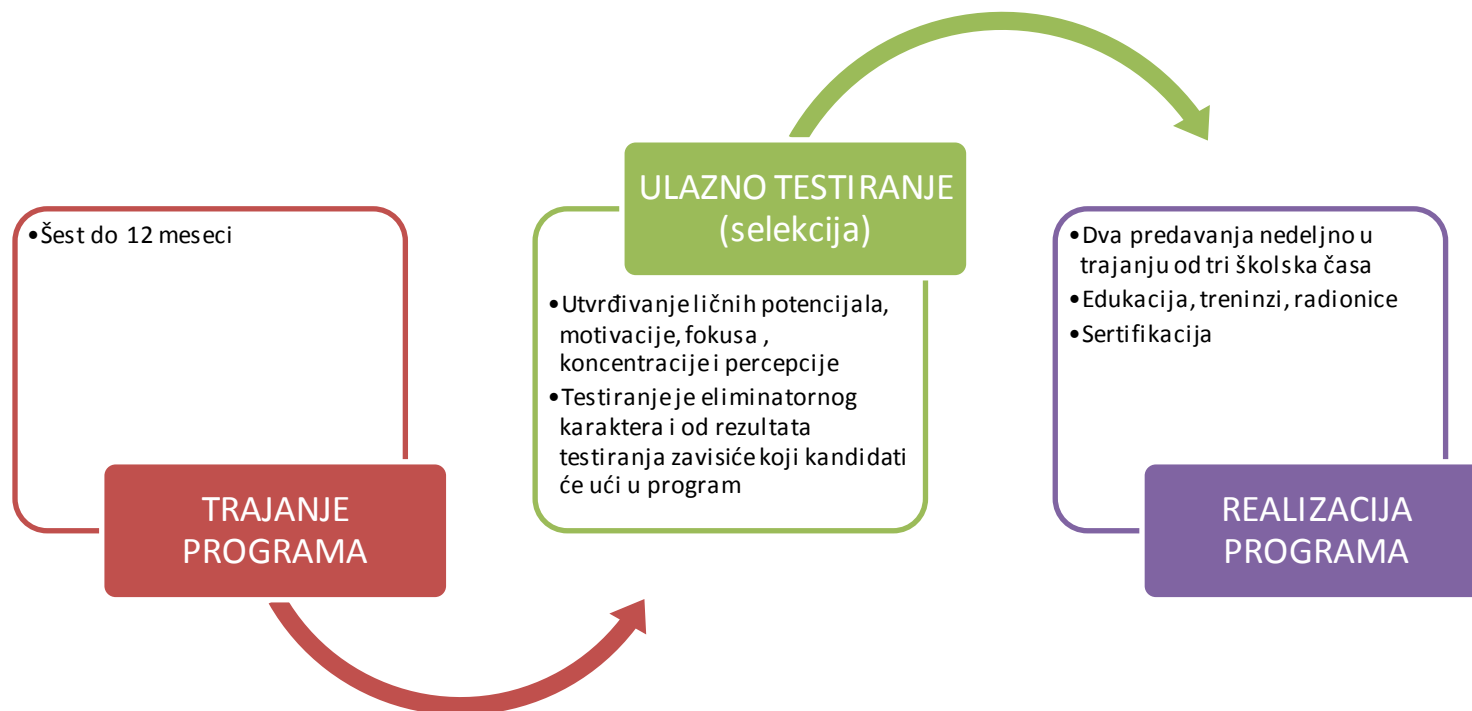 •Šest do 12 meseci
TRAJANJE
PROGRAMA
ULAZNO TESTIRANJE
(selekcija)
•Utvrđivanje ličnih potencijala,
motivacije, fokusa ,
koncentracije i percepcije
•Testiranje je eliminatornog
karaktera i od rezultata
testiranja zavisiće koji kandidati
će ući u program
•Dva predavanja nedeljno u
trajanju od tri školska časa
•Edukacija, treninzi, radionice
•Sertifikacija
REALIZACIJA
PROGRAMA